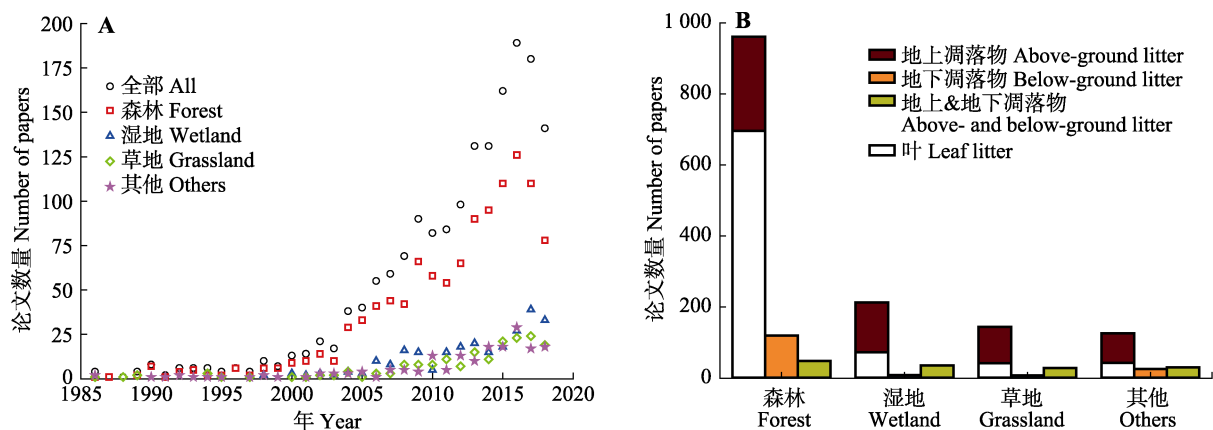 A
论文数量 Number of papers
200
175
150
125
100
75
50
25
0
全部 All
森林 Forest
湿地 Wetland
草地 Grassland
其他 Others
1985
1990
1995
2000
2005
2010
2015
2020
年 Year
B
论文数量 Number of papers
1 000
800
600
400
200
0
地上凋落物 Above-ground litter
地下凋落物 Below-ground litter
地上&地下凋落物
Above- and below-ground litter
叶 Leaf litter
森林
Forest
湿地
Wetland
草地
Grassland
其他
Others